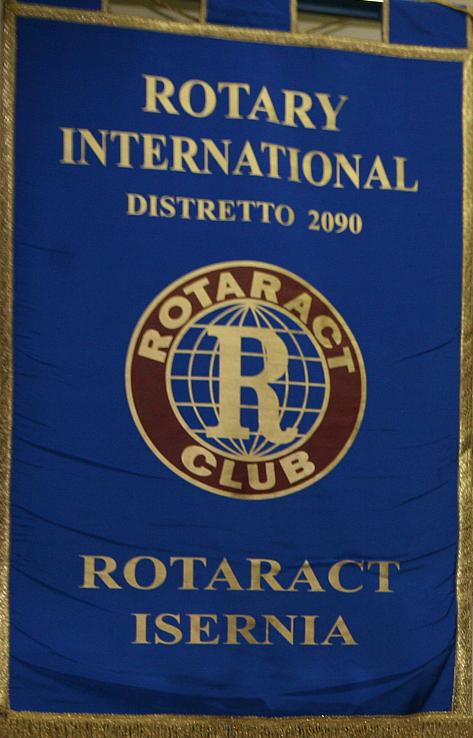 ROTARY
INTERNATIONAL
DISTRETTO 2090
ROTARACT
R
CLUB
ROTARACT
ISERNIA